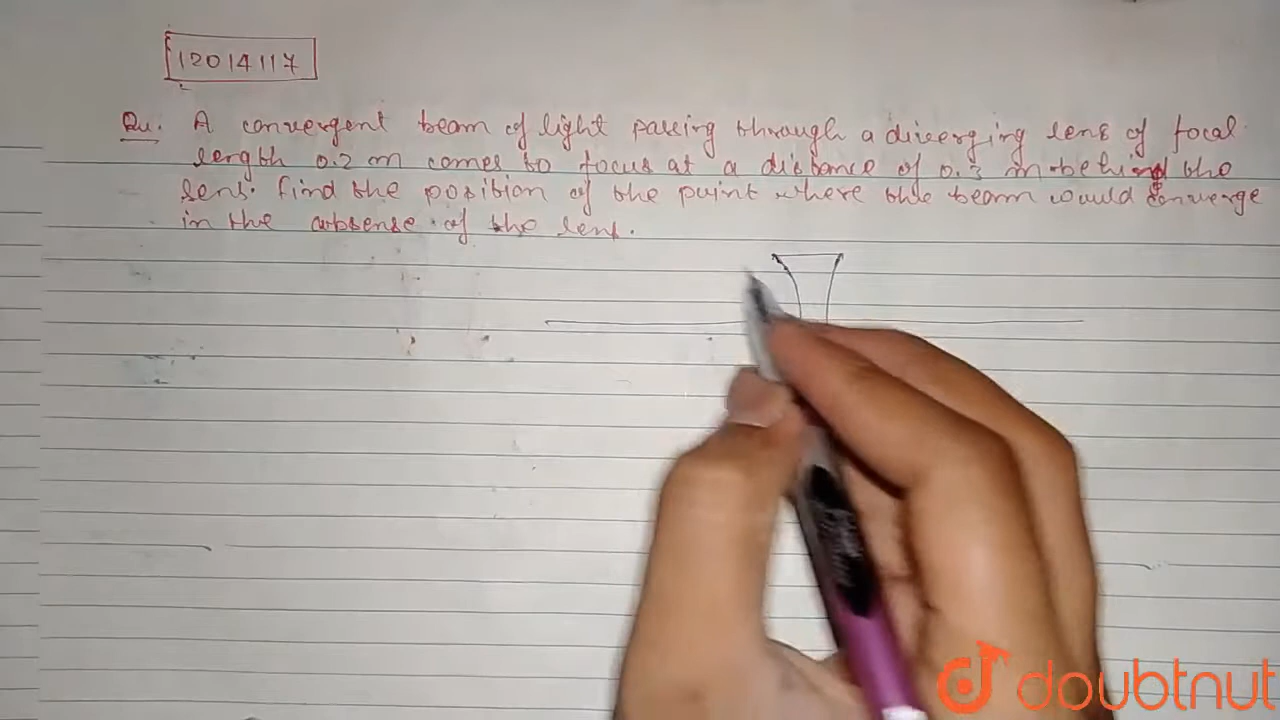 12014117
Qu. A convergent beam of light passing through a diverging lens of focal
length 0.2 m comes to focus at a distance of 0.3 m behind the
lens. find the position of the point where the beam would converge
in the absense of the lens.
doubtnut